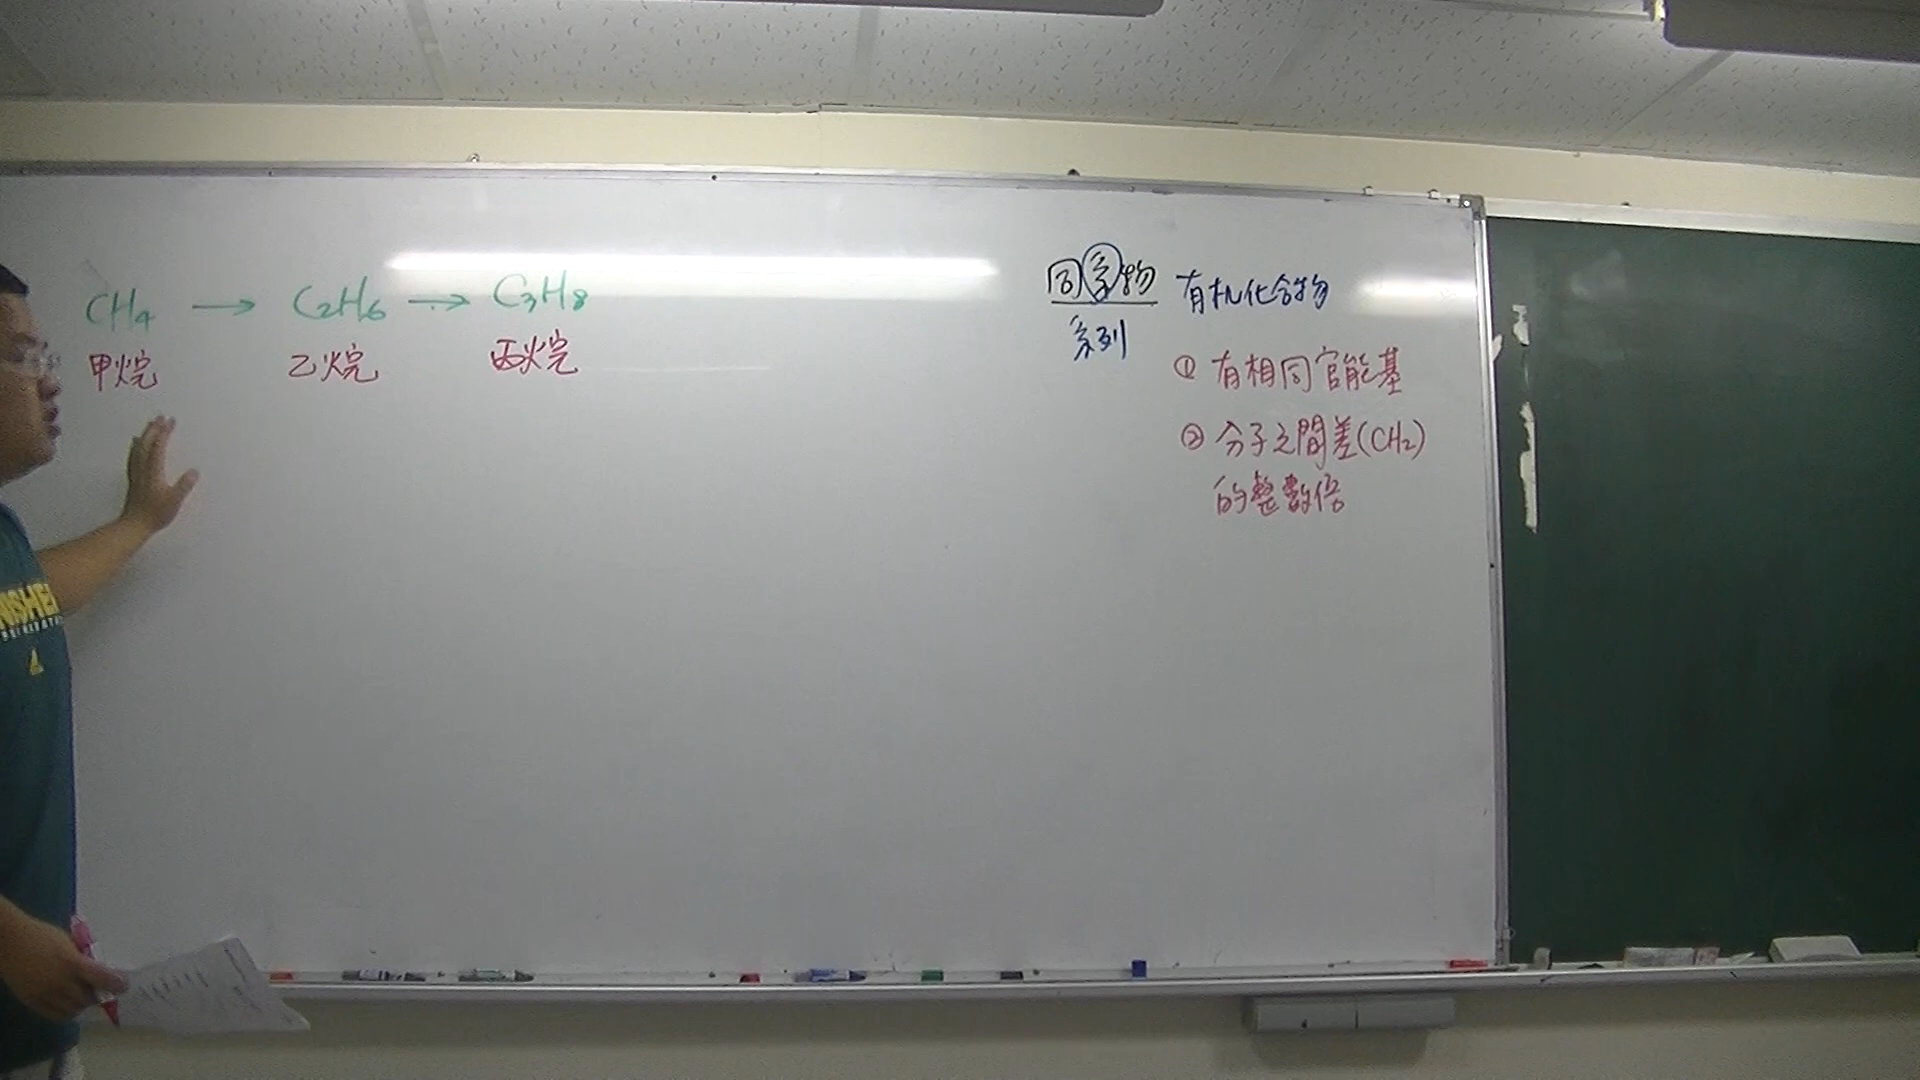 CH4 → C2H6 → C3H8
甲烷 乙烷 丙烷
同系物 有机化合物
系列
① 有相同官能基
② 分子之間差(CH2)
的整數倍